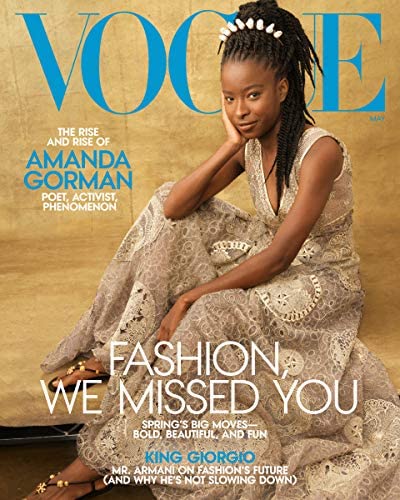 VOGUE
MAY
THE RISE
AND RISE OF
AMANDA
GORMAN
POET, ACTIVIST,
PHENOMENON
FASHION,
WE MISSED YOU
SPRING'S BIG MOVES—
BOLD, BEAUTIFUL, AND FUN
KING GIORGIO
MR. ARMANI ON FASHION'S FUTURE
(AND WHY HE'S NOT SLOWING DOWN)